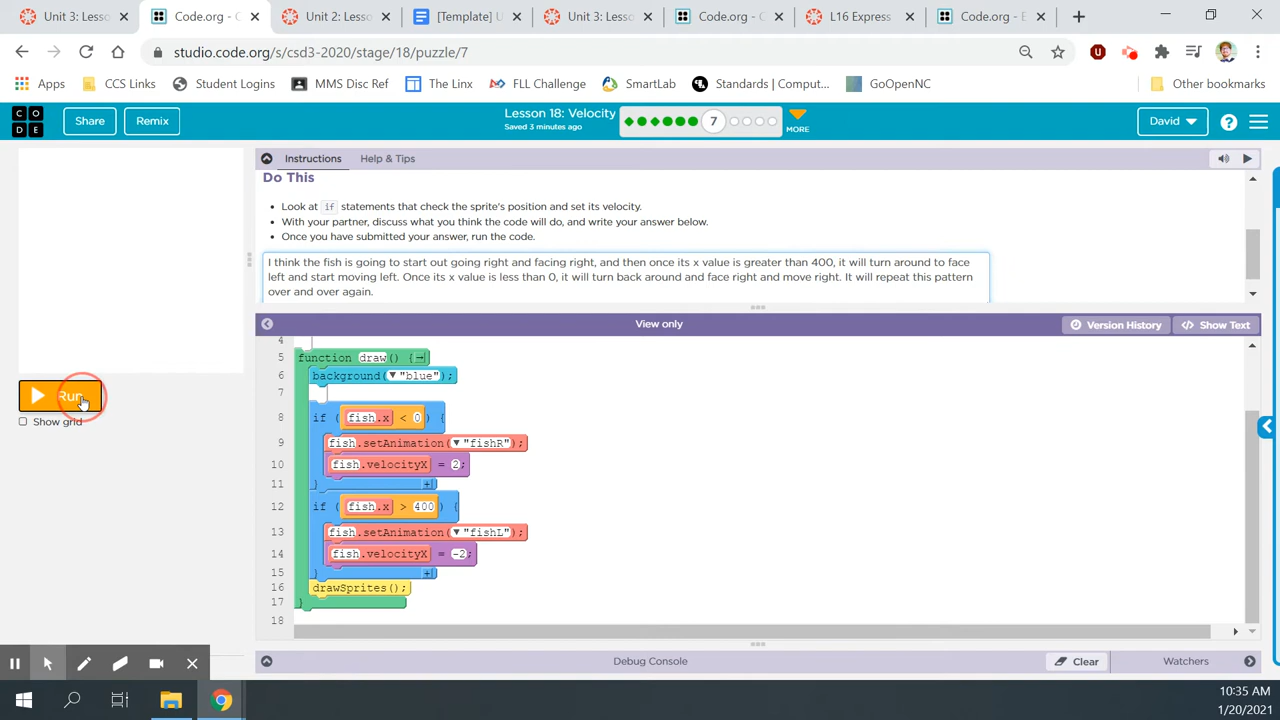 Unit 3: Lesso
Code.org - C
Unit 2: Lesson
[Template] U
Unit 3: Lesso
Code.org - C
L16 Express
Code.org - E
studio.code.org/s/csd3-2020/stage/18/puzzle/7
Apps
CCS Links
Student Logins
MMS Disc Ref
The Linx
FLL Challenge
SmartLab
Standards | Comput...
GoOpenNC
Other bookmarks
CO
DE
Share
Remix
Lesson 18: Velocity
Saved 3 minutes ago
7
MORE
David
Instructions
Help & Tips
Do This
Look at if statements that check the sprite's position and set its velocity.
With your partner, discuss what you think the code will do, and write your answer below.
Once you have submitted your answer, run the code.
I think the fish is going to start out going right and facing right, and then once its x value is greater than 400, it will turn around to face
left and start moving left. Once its x value is less than 0, it will turn back around and face right and move right. It will repeat this pattern
over and over again.
View only
Version History
Show Text
4
5 function draw() {
6 background("blue");
7
8 if (fish.x < 0) {
9 fish.setAnimation("fishR");
10 fish.velocityX = 2;
11 }
12 if (fish.x > 400) {
13 fish.setAnimation("fishL");
14 fish.velocityX = -2;
15 }
16 drawSprites();
17 }
18
Run
Show grid
Debug Console
Clear
Watchers
10:35 AM
1/20/2021